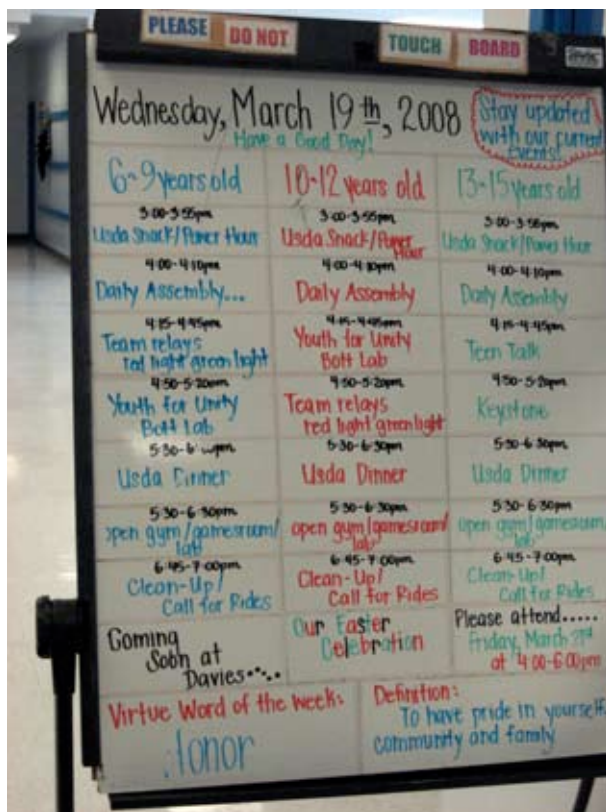 PLEASE DO NOT TOUCH BOARD
Wednesday, March 19th, 2008
Have a Good Day!
Stay updated
with our current
events!
6-9 years old
10-12 years old
13-15 years old
3:00-3:55pm
Usda Snack/Power Hour
3:00-3:55pm
Usda Snack/Power
Hour
3:00-3:55pm
Usda Snack/Power Hour
4:00-4:10pm
Daily Assembly...
4:00-4:10pm
Daily Assembly
4:00-4:10pm
Daily Assembly
4:15-4:45pm
Team relays
red light green light
4:15-4:45pm
Youth for Unity
Bott Lab
4:15-4:45pm
Teen Talk
4:50-5:20pm
Youth for Unity
Bott Lab
4:50-5:20pm
Team relays
red light green light
4:50-5:20pm
Keystone
Usda Dinner
5:30-6:30pm
Usda Dinner
5:30-6:30pm
Usda Dinner
5:30-6:30pm
open gym/gamesroom/
lab
5:30-6:30pm
open gym/gamesroom/
lab
5:30-6:30pm
open gym/gamesroom/
lab
6:45-7:00pm
Clean-Up/
Call for Rides
6:45-7:00pm
Clean-Up/
Call for Rides
6:45-7:00pm
Clean-Up/
Call for Rides
Coming
Soon at
Davies.....
Our Easter
Celebration
Please attend.....
Friday, March 21st
at 4:00-6:00pm
Virtue Word of the week:
Honor
Definition:
To have pride in yourself,
community and family